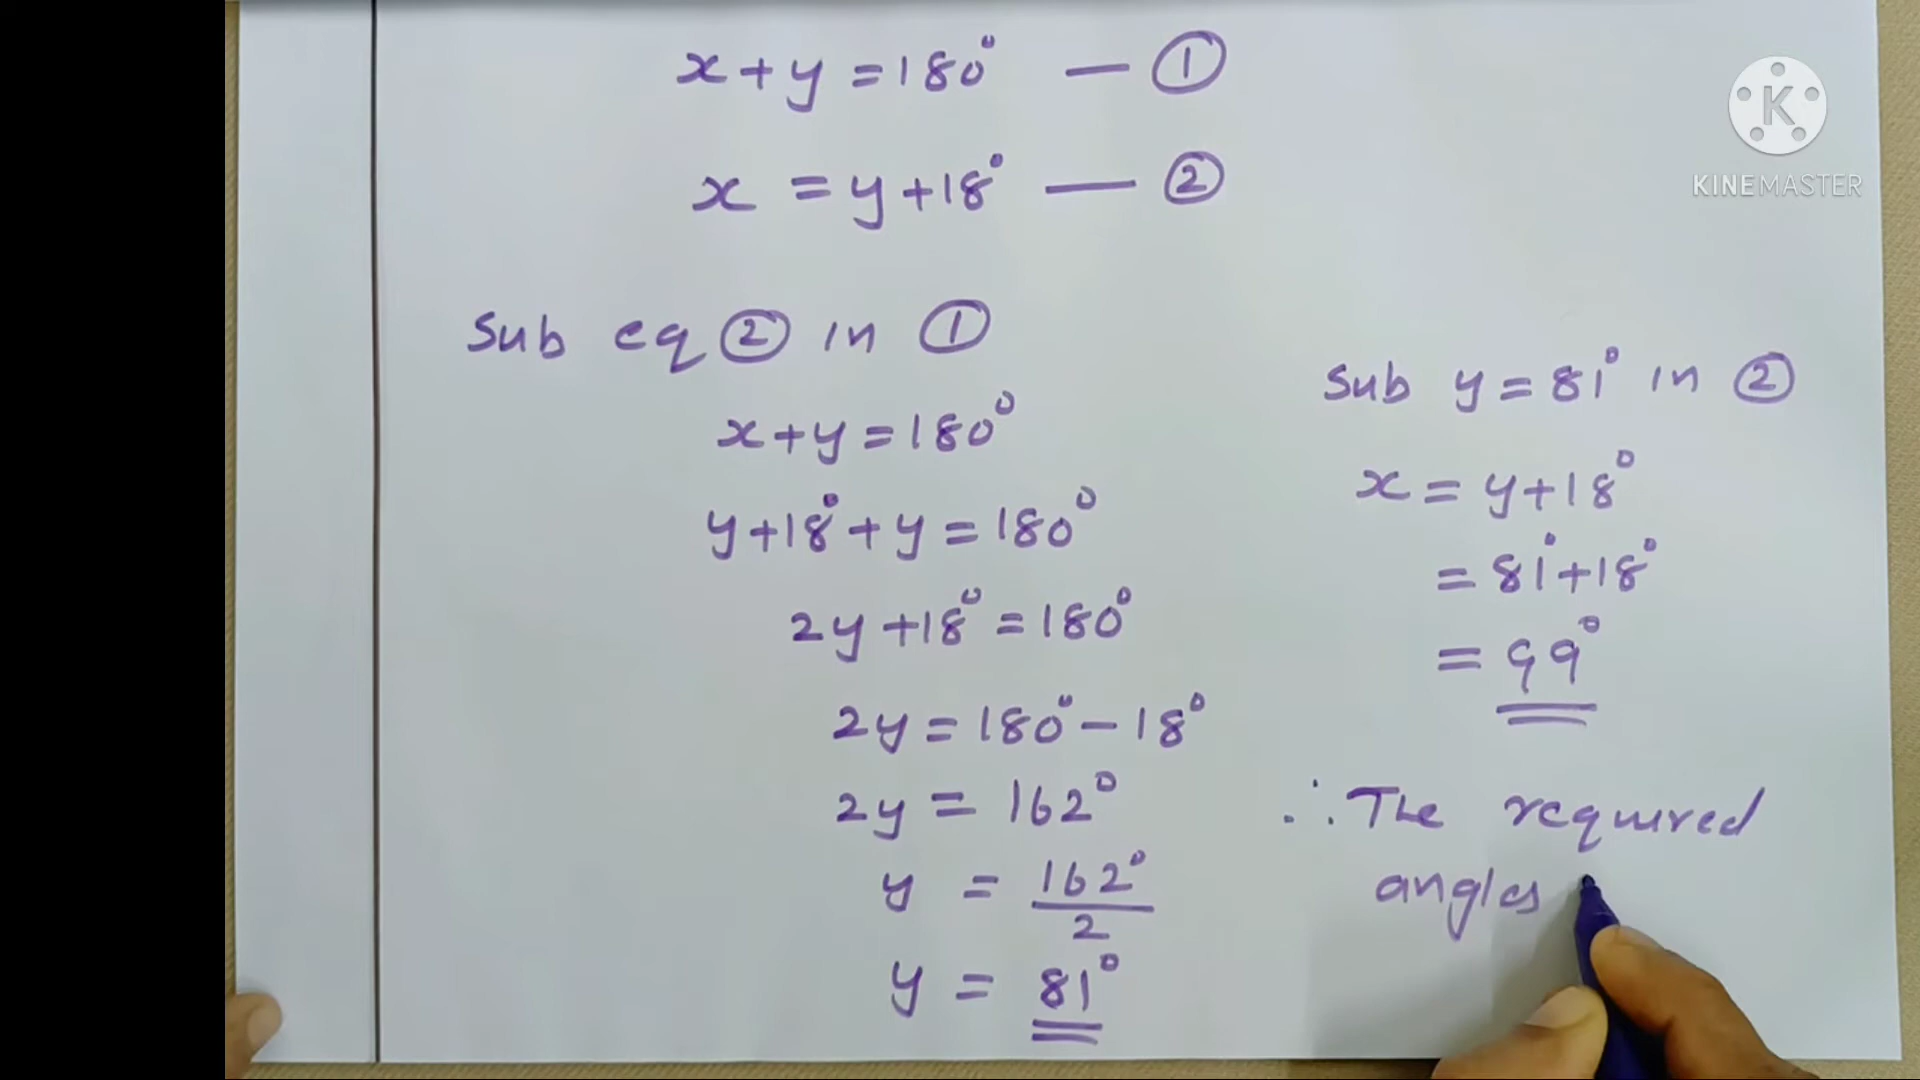 x + y = 180° — ①
x = y + 18° — ②
Sub eq ② in ①
x + y = 180°
y + 18° + y = 180°
2y + 18° = 180°
2y = 180° - 18°
2y = 162°
y = 162°/2
y = 81°
Sub y = 81° in ②
x = y + 18°
= 81° + 18°
= 99°
∴ The required
angles
K
KINEMASTER